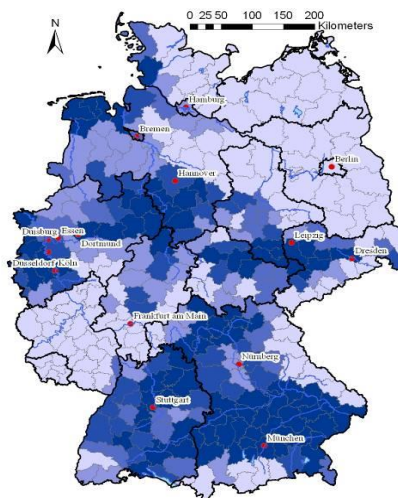 N
0 25 50 100 150 200
Kilometers
Hamburg
Bremen
Berlin
Hannover
Duisburg
Essen
Dortmund
Leipzig
Dresden
Düsseldorf
Köln
Frankfurt am Main
Nürnberg
Stuttgart
München